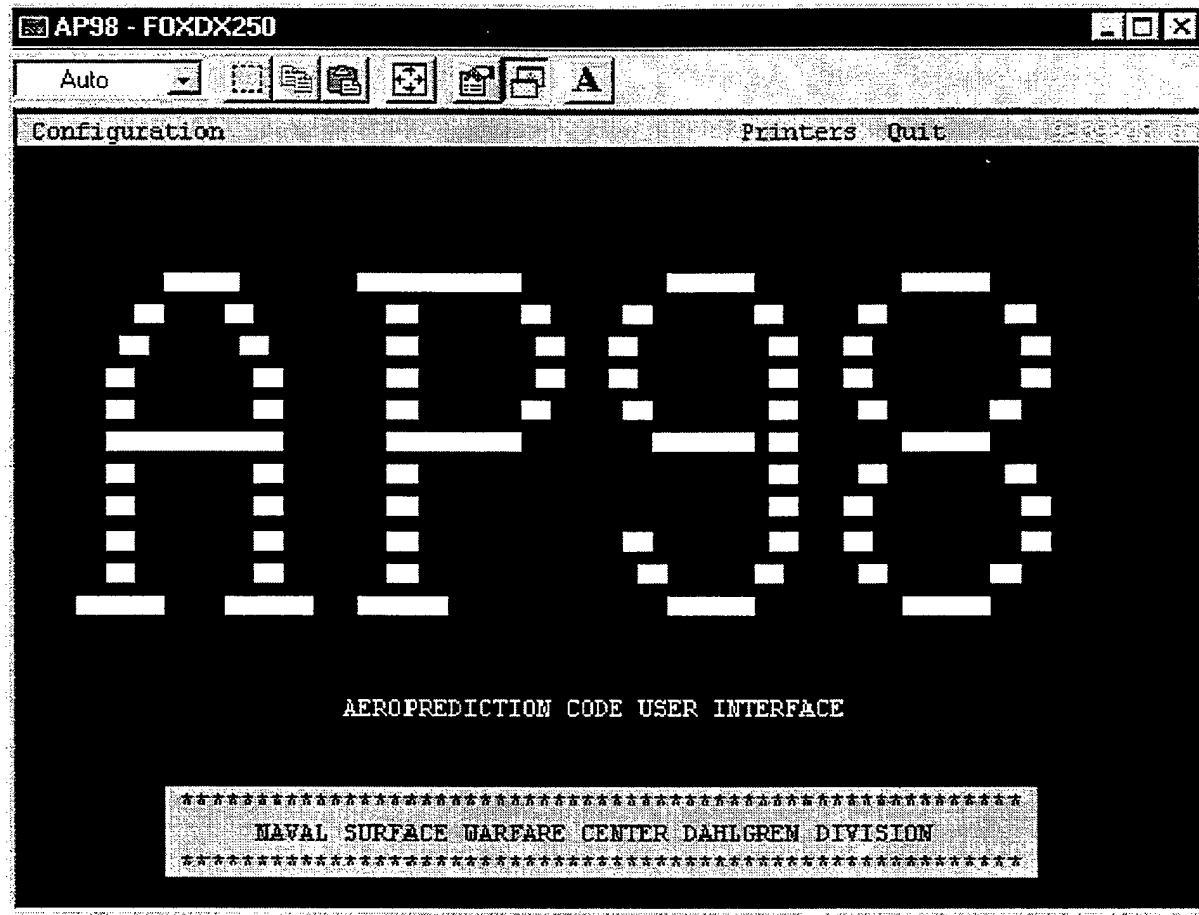 AP98 - FOXDX250
Auto
A
Configuration Printers Quit
AP98
AEROPREDICTION CODE USER INTERFACE
*********************************************************
NAVAL SURFACE WARFARE CENTER DAHLGREN DIVISION
*********************************************************